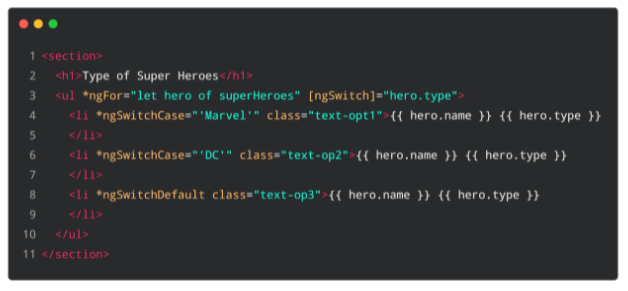 1 <section>
2 <h1>Type of Super Heroes</h1>
3 <ul *ngFor="let hero of superHeroes" [ngSwitch]="hero.type">
4 <li *ngSwitchCase="'Marvel'" class="text-opt1">{{ hero.name }} {{ hero.type }}
5 </li>
6 <li *ngSwitchCase="'DC'" class="text-op2">{{ hero.name }} {{ hero.type }}
7 </li>
8 <li *ngSwitchDefault class="text-op3">{{ hero.name }} {{ hero.type }}
9 </li>
10 </ul>
11 </section>